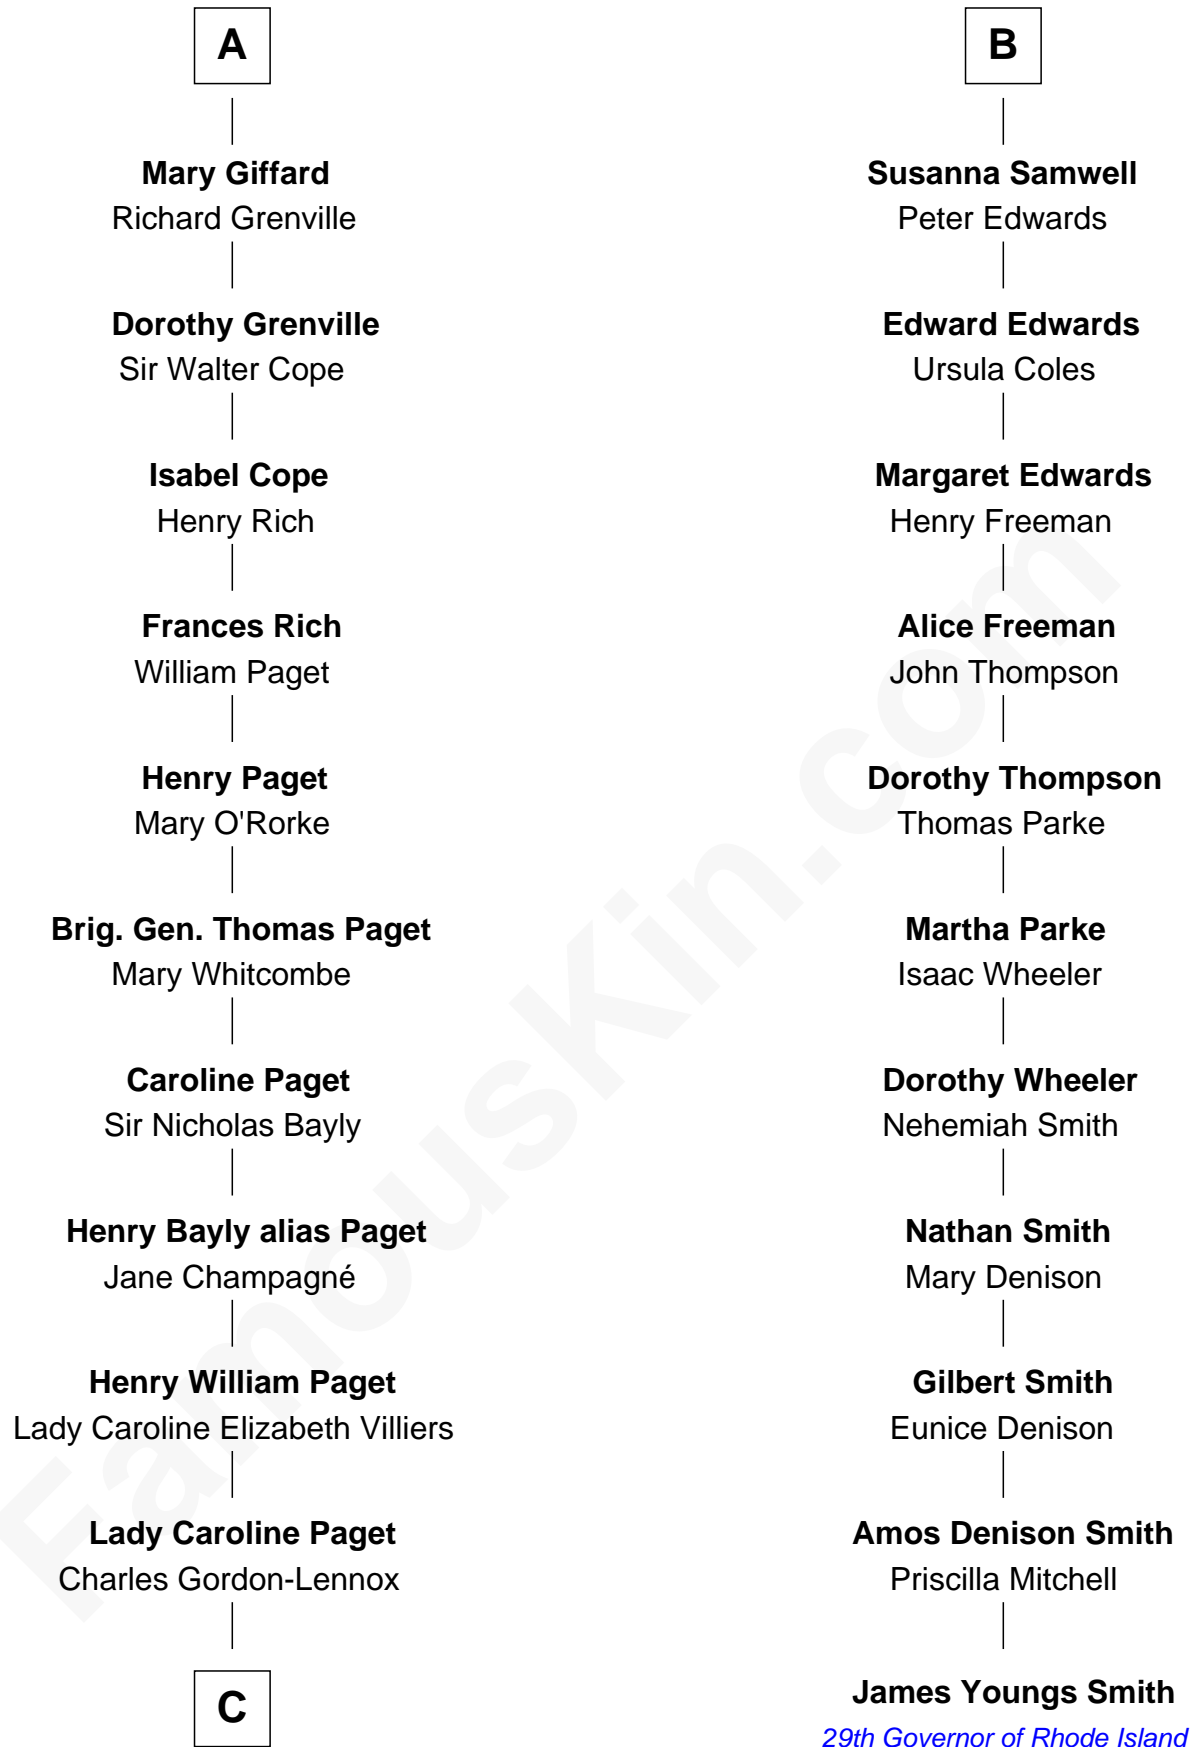 A
Mary Giffard
Richard Grenville
Dorothy Grenville
Sir Walter Cope
Isabel Cope
Henry Rich
Frances Rich
William Paget
Henry Paget
Mary O'Rorke
Brig. Gen. Thomas Paget
Mary Whitcombe
Caroline Paget
Sir Nicholas Bayly
Henry Bayly alias Paget
Jane Champagné
Henry William Paget
Lady Caroline Elizabeth Villiers
Lady Caroline Paget
Charles Gordon-Lennox
C
B
Susanna Samwell
Peter Edwards
Edward Edwards
Ursula Coles
Margaret Edwards
Henry Freeman
Alice Freeman
John Thompson
Dorothy Thompson
Thomas Parke
Martha Parke
Isaac Wheeler
Dorothy Wheeler
Nehemiah Smith
Nathan Smith
Mary Denison
Gilbert Smith
Eunice Denison
Amos Denison Smith
Priscilla Mitchell
James Youngs Smith
29th Governor of Rhode Island
FamousKin.com